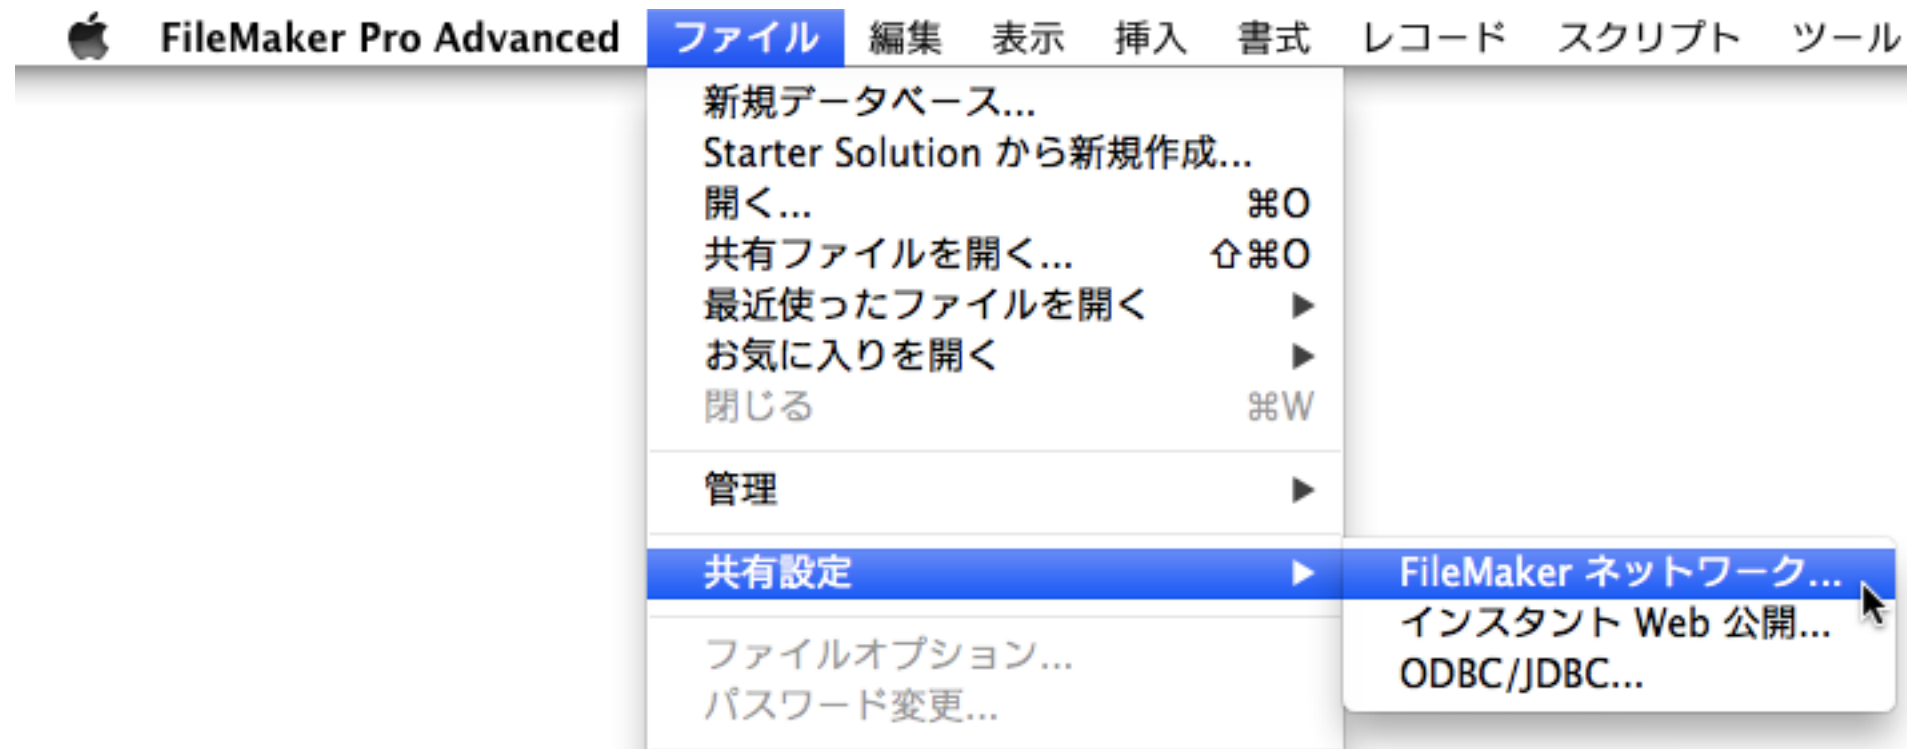 FileMaker Pro Advanced ファイル 編集 表示 挿入 書式 レコード スクリプト ツール
新規データベース...
Starter Solution から新規作成...
開く... ⌘O
共有ファイルを開く... ⇧⌘O
最近使ったファイルを開く ▶
お気に入りを開く ▶
閉じる ⌘W
管理 ▶
共有設定 ▶
FileMaker ネットワーク...
インスタント Web 公開...
ODBC/JDBC...
ファイルオプション...
パスワード変更...